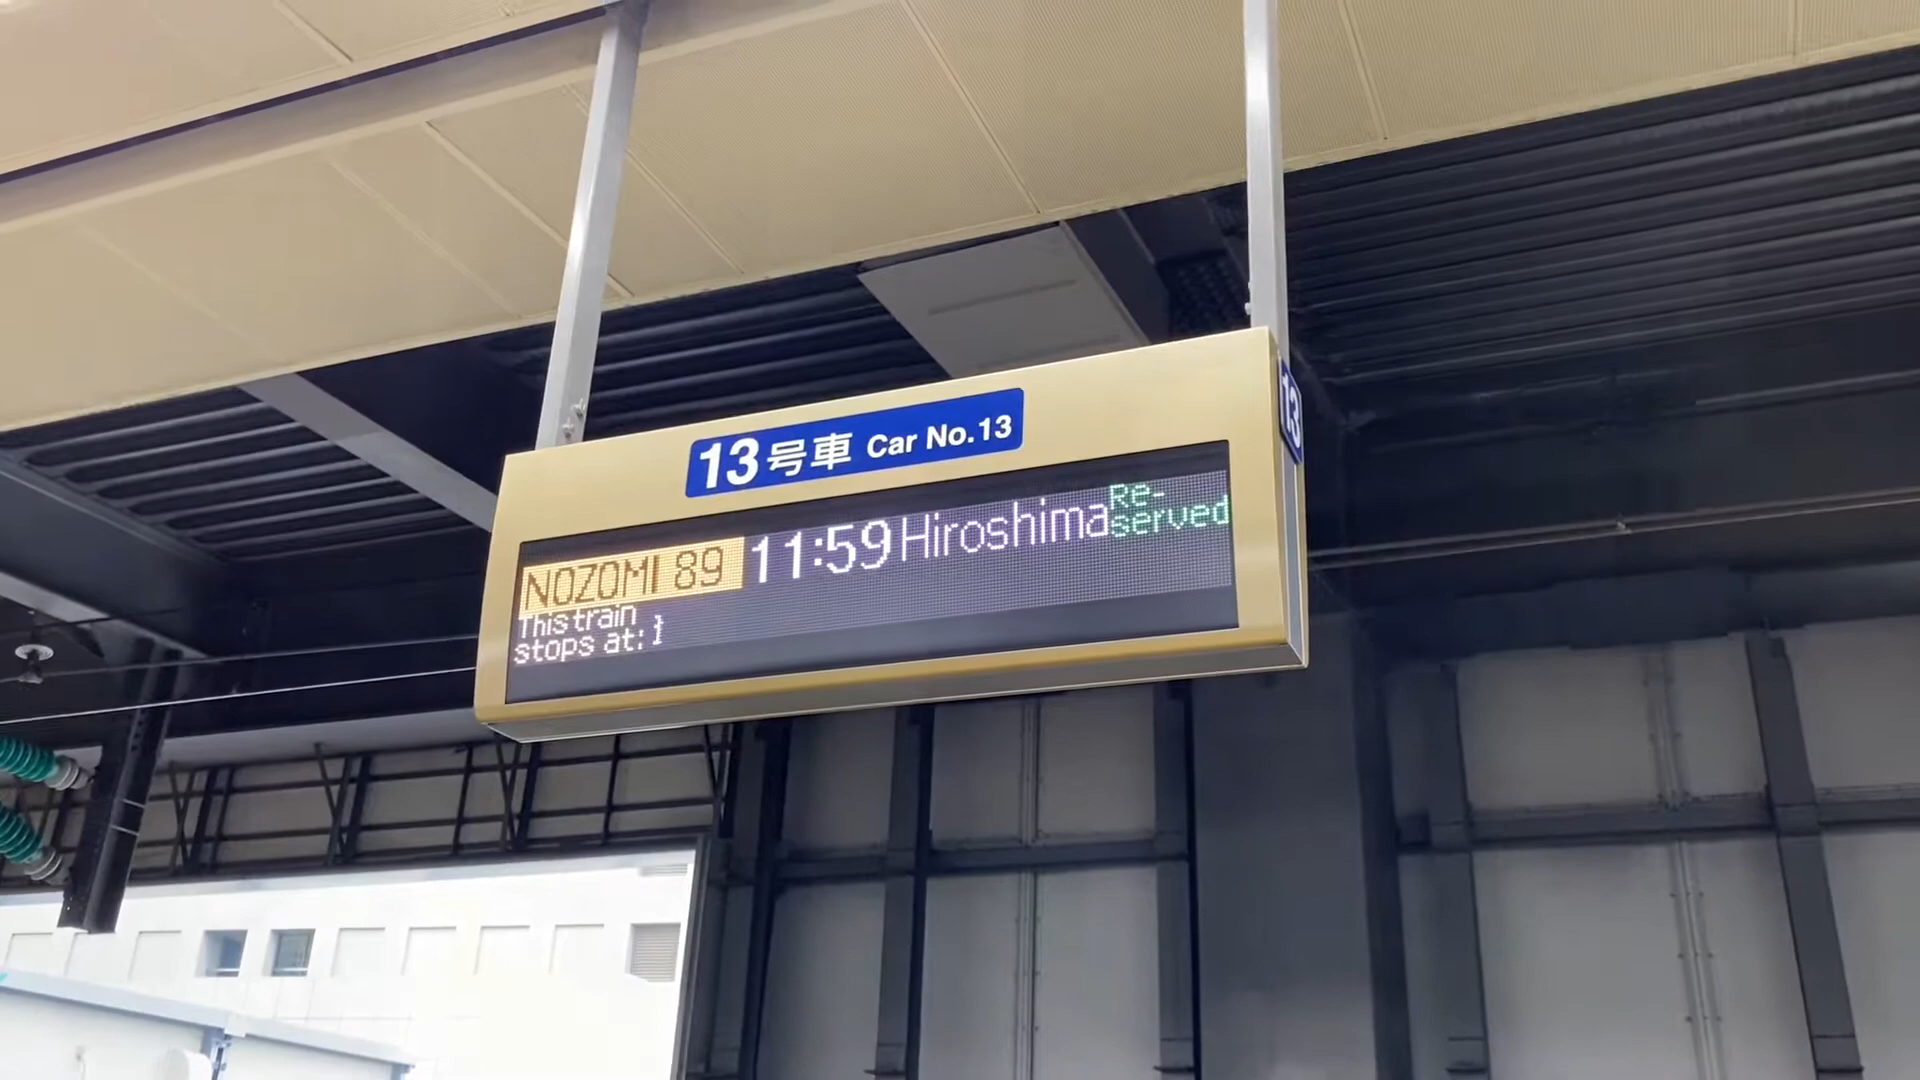 13号車 Car No.13
13
NOZOMI 89 11:59 Hiroshima Re-
served
This train
stops at: